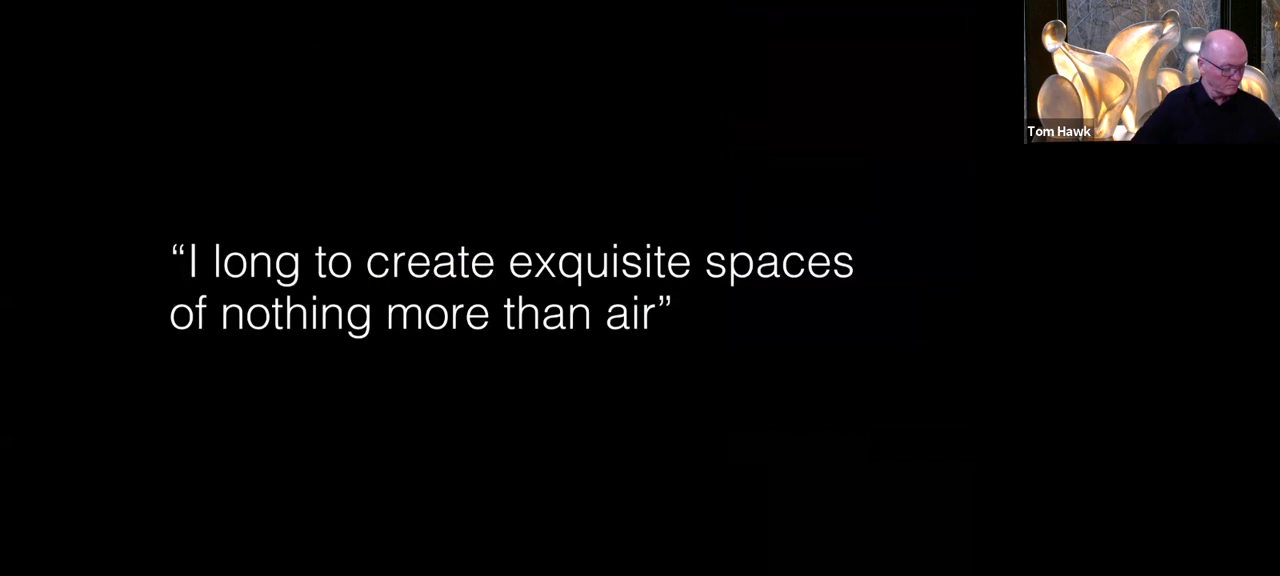 Tom Hawk
“I long to create exquisite spaces
of nothing more than air”